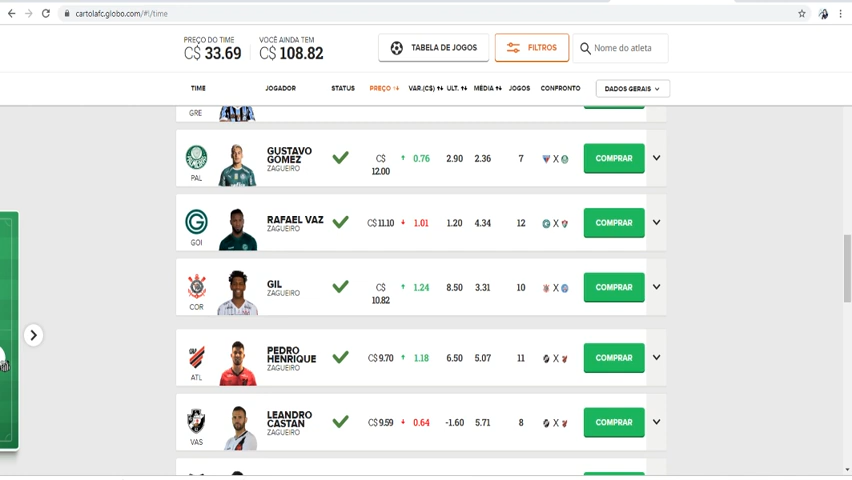 cartolafc.globo.com/#!/time
PREÇO DO TIME
C$ 33.69
VOCÊ AINDA TEM
C$ 108.82
TABELA DE JOGOS
FILTROS
Nome do atleta
TIME JOGADOR STATUS PREÇO VAR.(C$) ULT. MÉDIA JOGOS CONFRONTO DADOS GERAIS
GRE
PAL
GUSTAVO
GÓMEZ
ZAGUEIRO
C$
12.00
0.76 2.90 2.36 7 X COMPRAR
GOI
RAFAEL VAZ
ZAGUEIRO
C$ 11.10 1.01 1.20 4.34 12 X COMPRAR
COR
GIL
ZAGUEIRO
C$
10.82
1.24 8.50 3.31 10 X COMPRAR
ATL
PEDRO
HENRIQUE
ZAGUEIRO
C$ 9.70 1.18 6.50 5.07 11 X COMPRAR
VAS
LEANDRO
CASTAN
ZAGUEIRO
C$ 9.59 0.64 -1.60 5.71 8 X COMPRAR